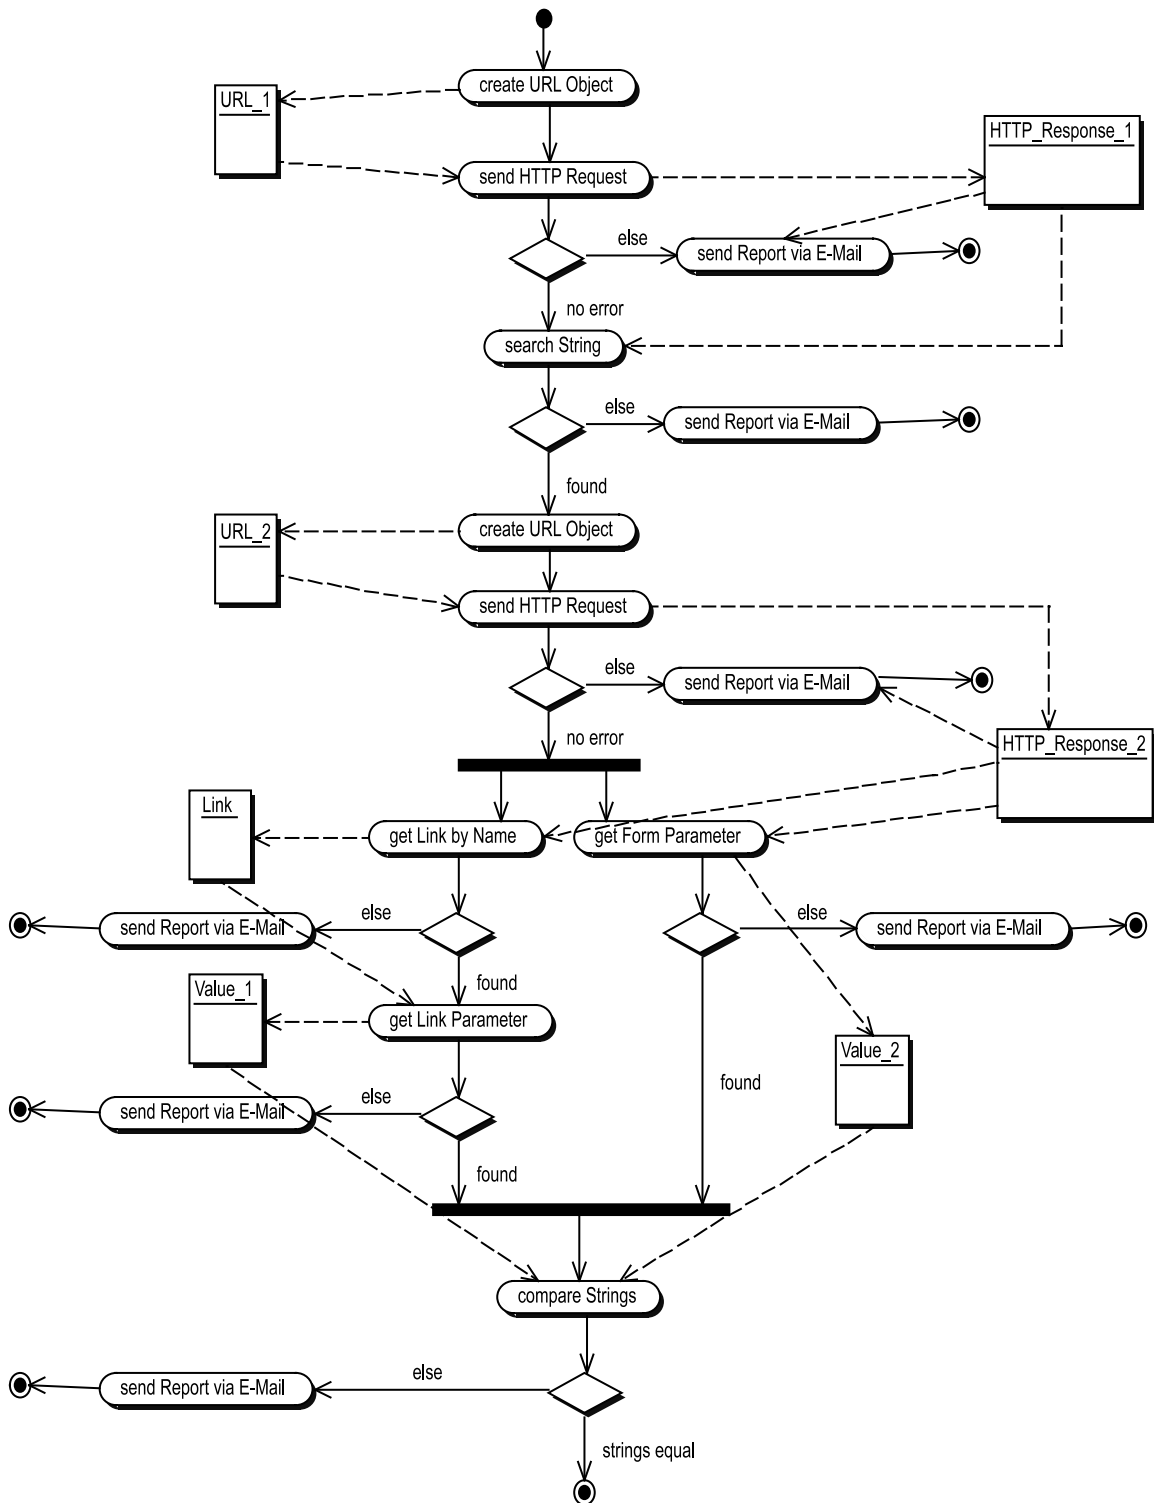 create URL Object
URL_1
HTTP_Response_1
send HTTP Request
else
send Report via E-Mail
no error
search String
else
send Report via E-Mail
found
create URL Object
URL_2
send HTTP Request
else
send Report via E-Mail
no error
HTTP_Response_2
Link
get Link by Name
get Form Parameter
send Report via E-Mail
else
else
send Report via E-Mail
found
Value_1
get Link Parameter
Value_2
found
send Report via E-Mail
else
found
compare Strings
send Report via E-Mail
else
strings equal